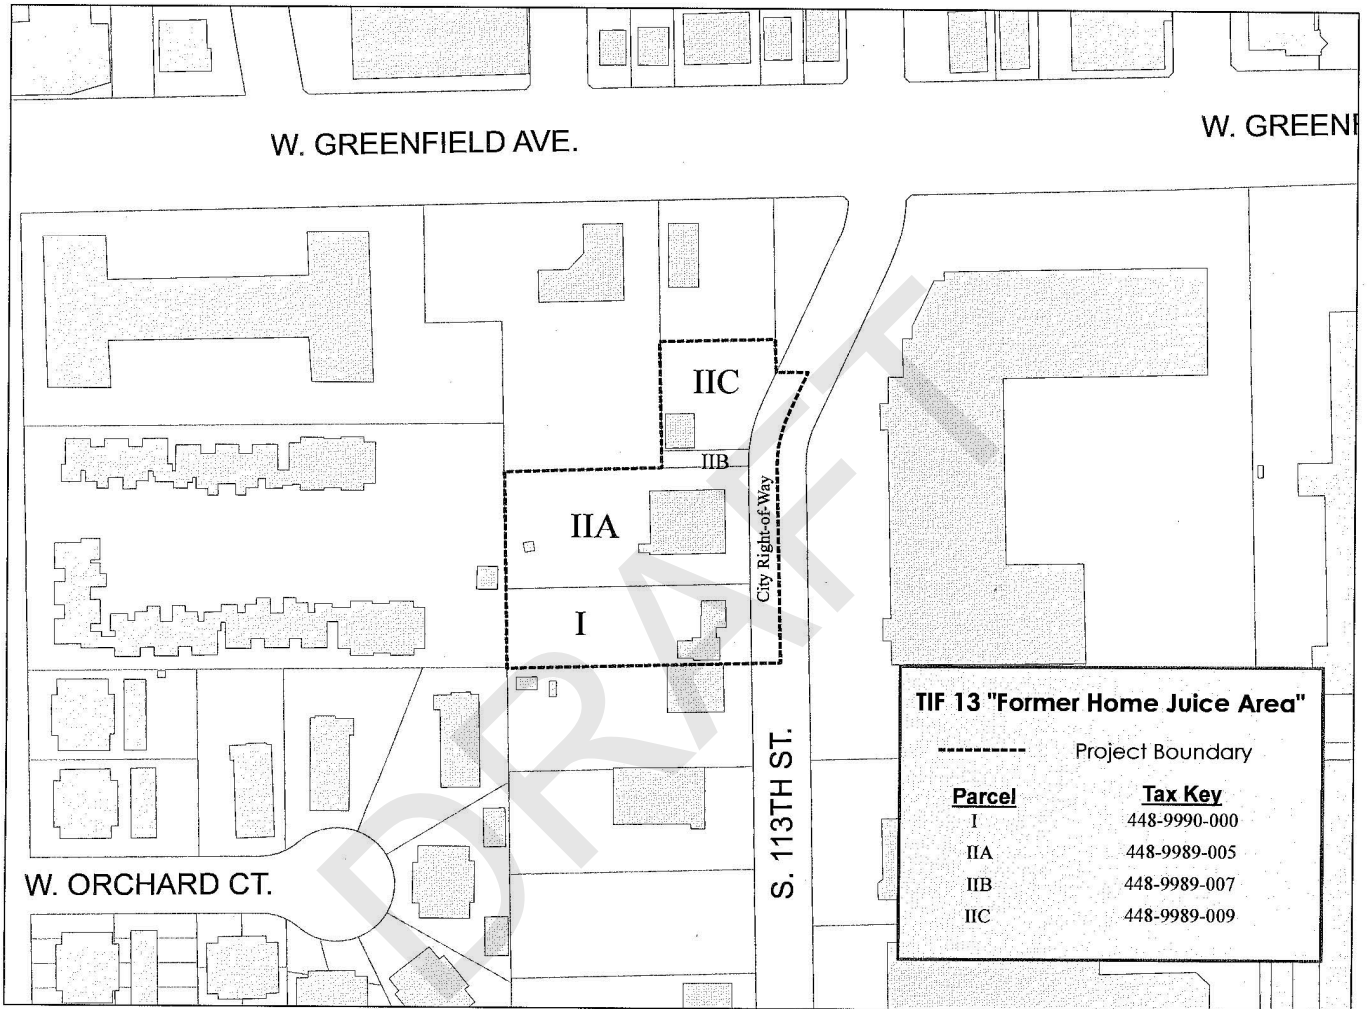 W. GREENFIELD AVE.
W. GREENF
IIC
IIB
IIA
City Right-of-Way
I
S. 113TH ST.
W. ORCHARD CT.
DRAFT
TIF 13 "Former Home Juice Area"
Project Boundary
Parcel Tax Key
I 448-9990-000
IIA 448-9989-005
IIB 448-9989-007
IIC 448-9989-009